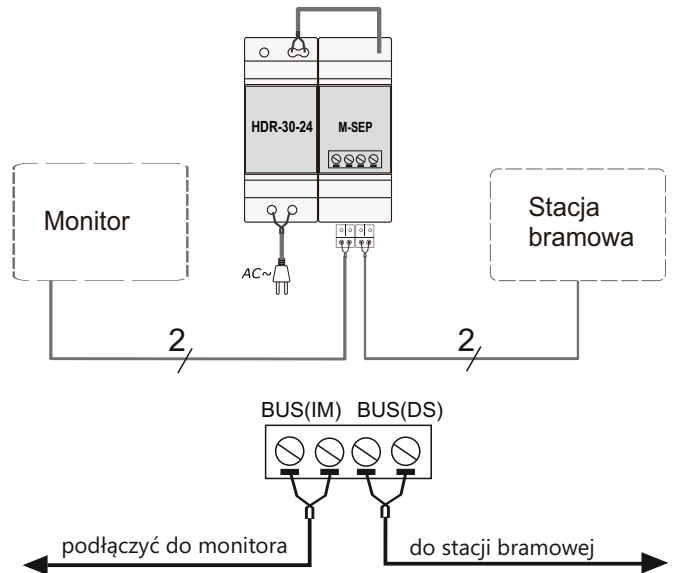 HDR-30-24
M-SEP
Monitor
Stacja
bramowa
AC~
2
2
BUS(IM) BUS(DS)
podłączyć do monitora
do stacji bramowej